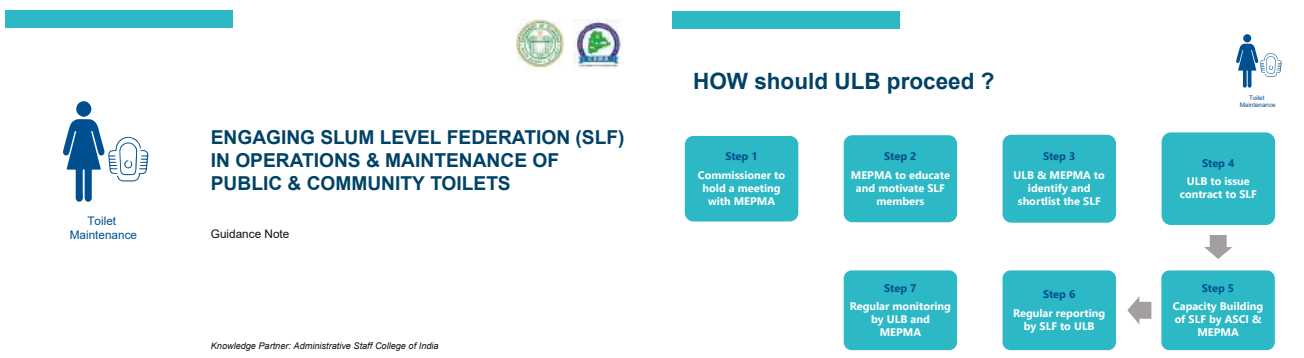 ENGAGING SLUM LEVEL FEDERATION (SLF)
IN OPERATIONS & MAINTENANCE OF
PUBLIC & COMMUNITY TOILETS
Toilet
Maintenance
Guidance Note
Knowledge Partner: Administrative Staff College of India
HOW should ULB proceed ?
Toilet
Maintenance
Step 1
Commissioner to
hold a meeting
with MEPMA
Step 2
MEPMA to educate
and motivate SLF
members
Step 3
ULB & MEPMA to
identify and
shortlist the SLF
Step 4
ULB to issue
contract to SLF
Step 5
Capacity Building
of SLF by ASCI &
MEPMA
Step 6
Regular reporting
by SLF to ULB
Step 7
Regular monitoring
by ULB and
MEPMA